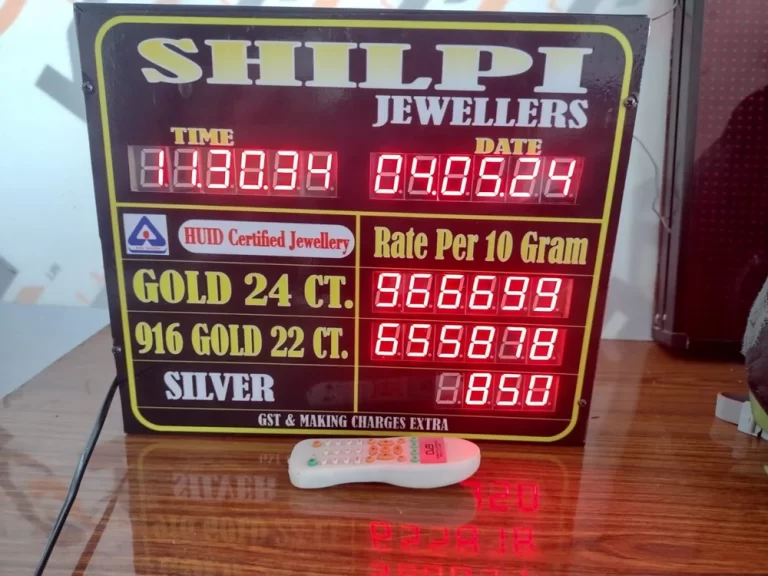 SHILPI
JEWELLERS
TIME DATE
11.30.34 04.05.24
HUID Certified Jewellery Rate Per 10 Gram
GOLD 24 CT. 966699
916 GOLD 22 CT. 655818
SILVER 850
GST & MAKING CHARGES EXTRA